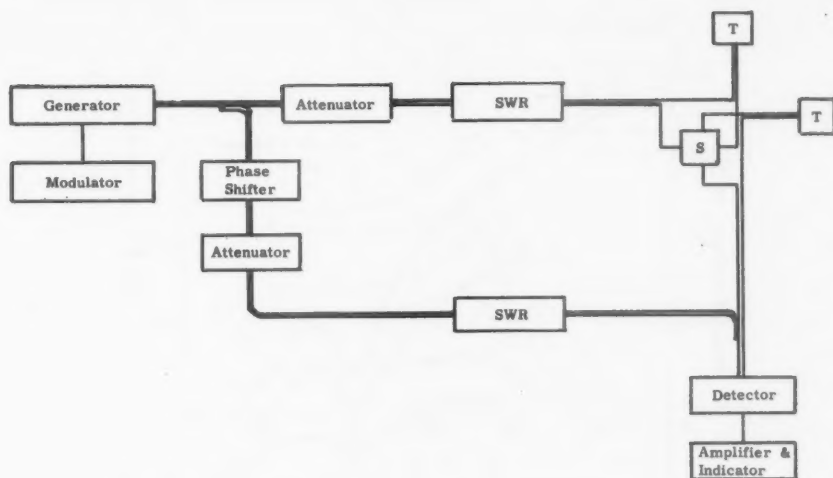 T
Generator
Attenuator
SWR
T
S
Modulator
Phase
Shifter
Attenuator
SWR
Detector
Amplifier &
Indicator